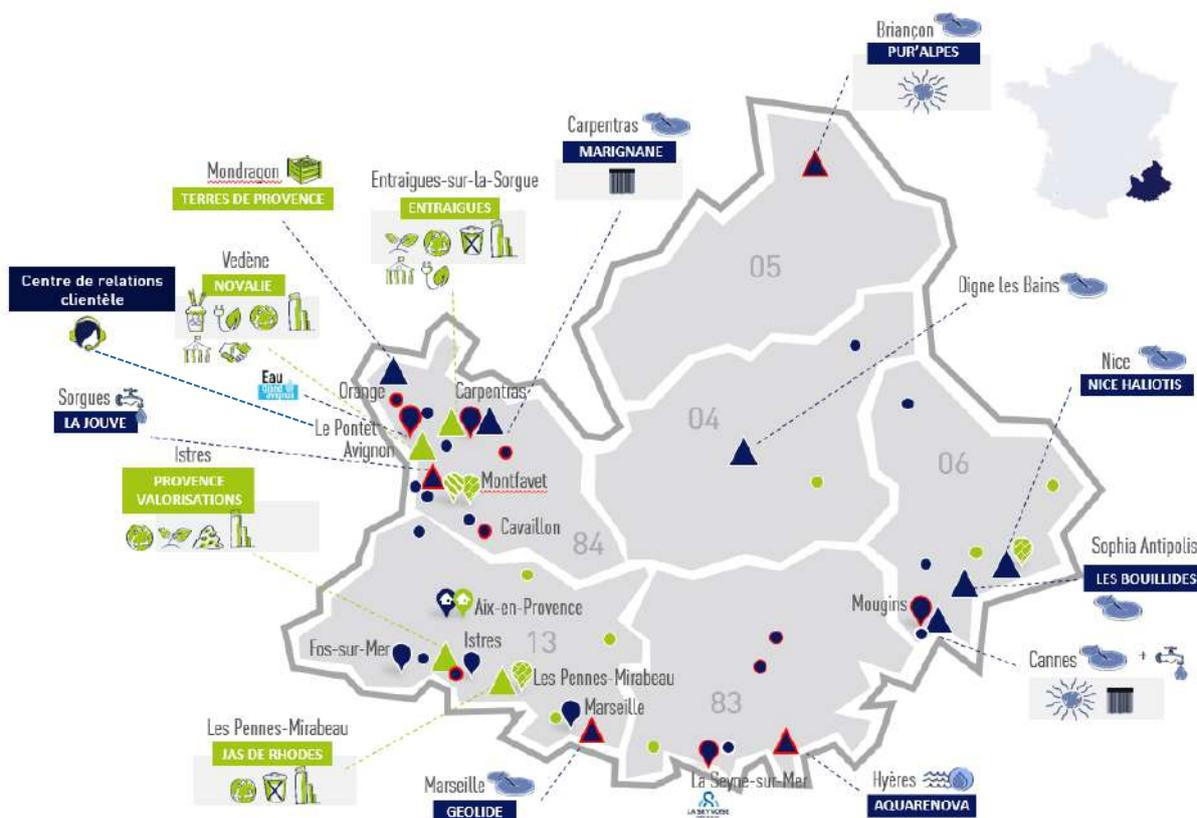 Briançon
PUR'ALPES
Carpentras
MARIGNANE
Mondragon
TERRES DE PROVENCE
Entraigues-sur-la-Sorgue
ENTRAIGUES
Vedène
NOVALIE
Centre de relations
clientèle
Eau
grand avignon
Sorgues
LA JOUVE
Istres
PROVENCE
VALORISATIONS
05
Digne les Bains
Nice
NICE HALIOTIS
Orange
Carpentras
Le Pontet
Avignon
Montfavet
Cavaillon
84
04
06
Sophia Antipolis
LES BOUILLIDES
Mougins
Aix-en-Provence
Istres
13
Fos-sur-Mer
Les Pennes-Mirabeau
Marseille
83
Cannes
+
Les Pennes-Mirabeau
JAS DE RHODES
Marseille
GEOLIDE
La Seyne-sur-Mer
LA SEYNOISE
Hyères
AQUARENOVA